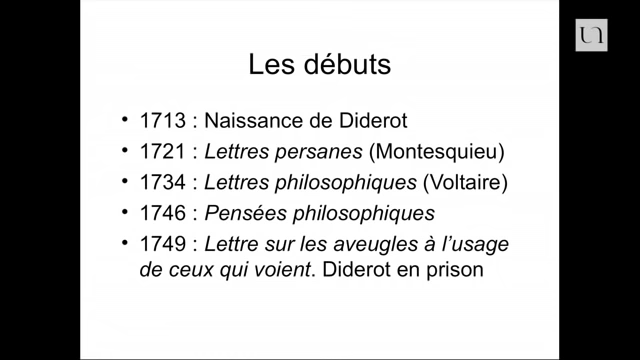 Les débuts
• 1713 : Naissance de Diderot
• 1721 : Lettres persanes (Montesquieu)
• 1734 : Lettres philosophiques (Voltaire)
• 1746 : Pensées philosophiques
• 1749 : Lettre sur les aveugles à l’usage
de ceux qui voient. Diderot en prison